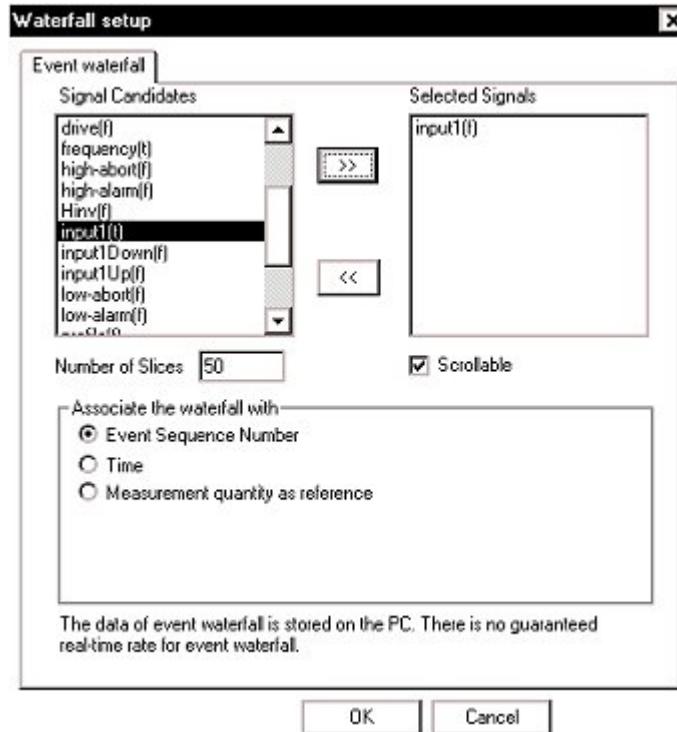 Waterfall setup
Event waterfall
Signal Candidates
drive(f)
frequency(t)
high-abort(f)
high-alarm(f)
Hinv(f)
input1(t)
input1Down(f)
input1Up(f)
low-abort(f)
low-alarm(f)
>>
<<
Selected Signals
input1(f)
Number of Slices 50
Scrollable
Associate the waterfall with
Event Sequence Number
Time
Measurement quantity as reference
The data of event waterfall is stored on the PC. There is no guaranteed
real-time rate for event waterfall.
OK Cancel